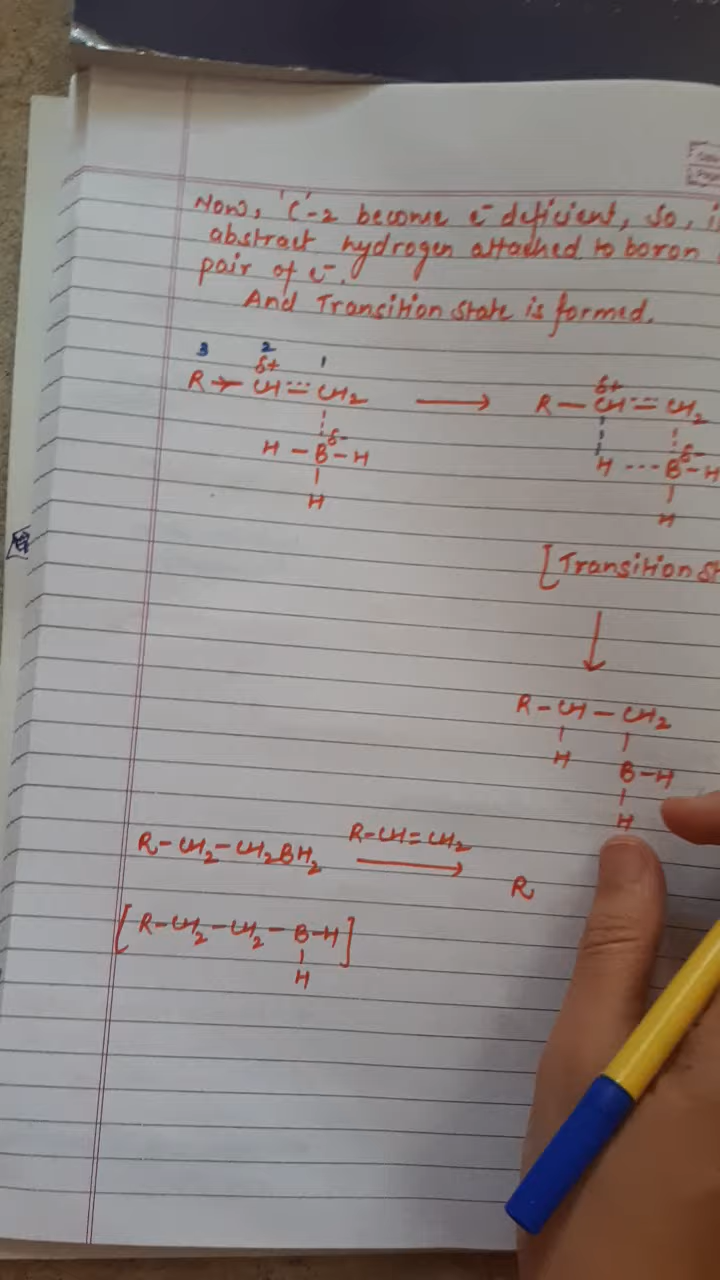 Now, 'C'-2 become e⁻ deficient, so,
abstract hydrogen attached to boron
pair of e⁻.
And Transition state is formed.
3 2 1
δ+ δ+
R → CH = CH₂ ⟶ R – CH = CH₂
δ- δ-
H – B – H H --- B – H
H H
[Transition
↓
R – CH – CH₂
H B – H
H
R – CH₂ – CH₂BH₂ R–CH=CH₂ ⟶ R
[R – CH₂ – CH₂ – B – H]
H